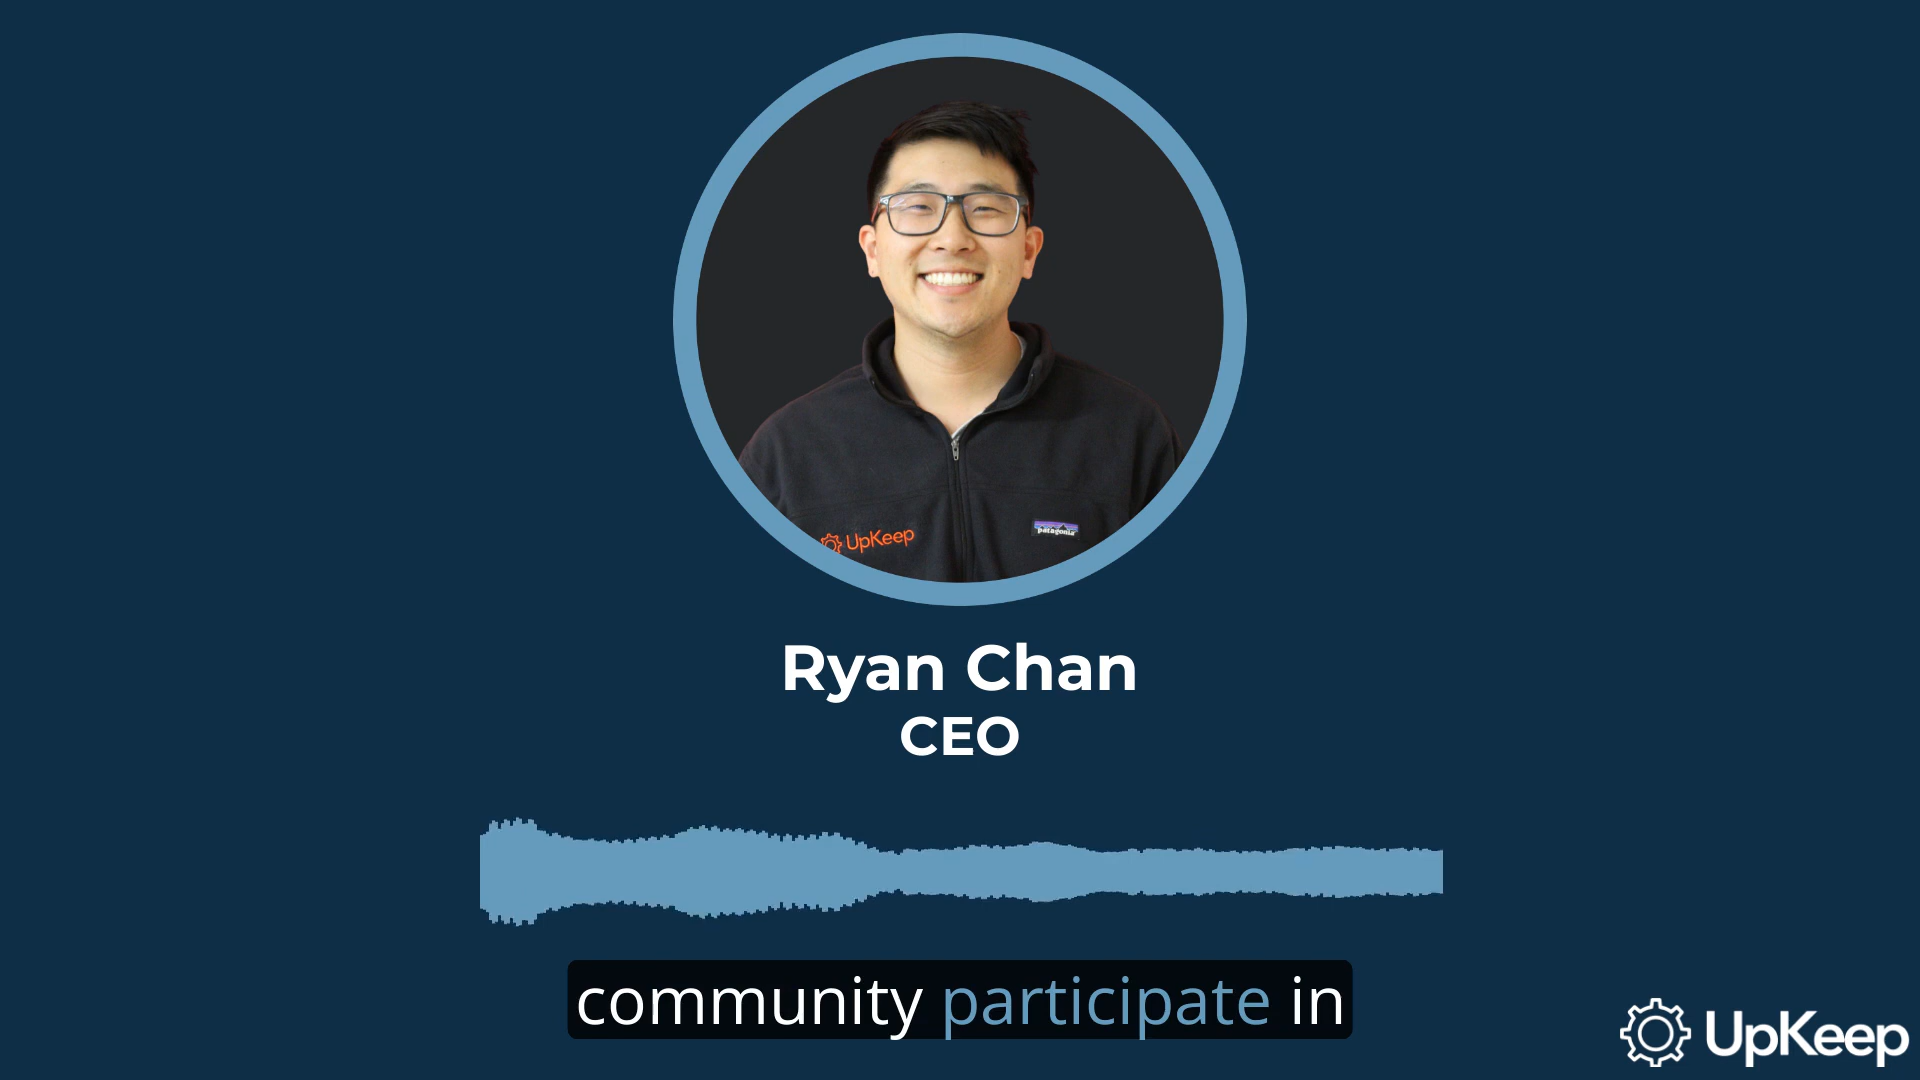 UpKeep
patagonia
Ryan Chan
CEO
community participate in
UpKeep